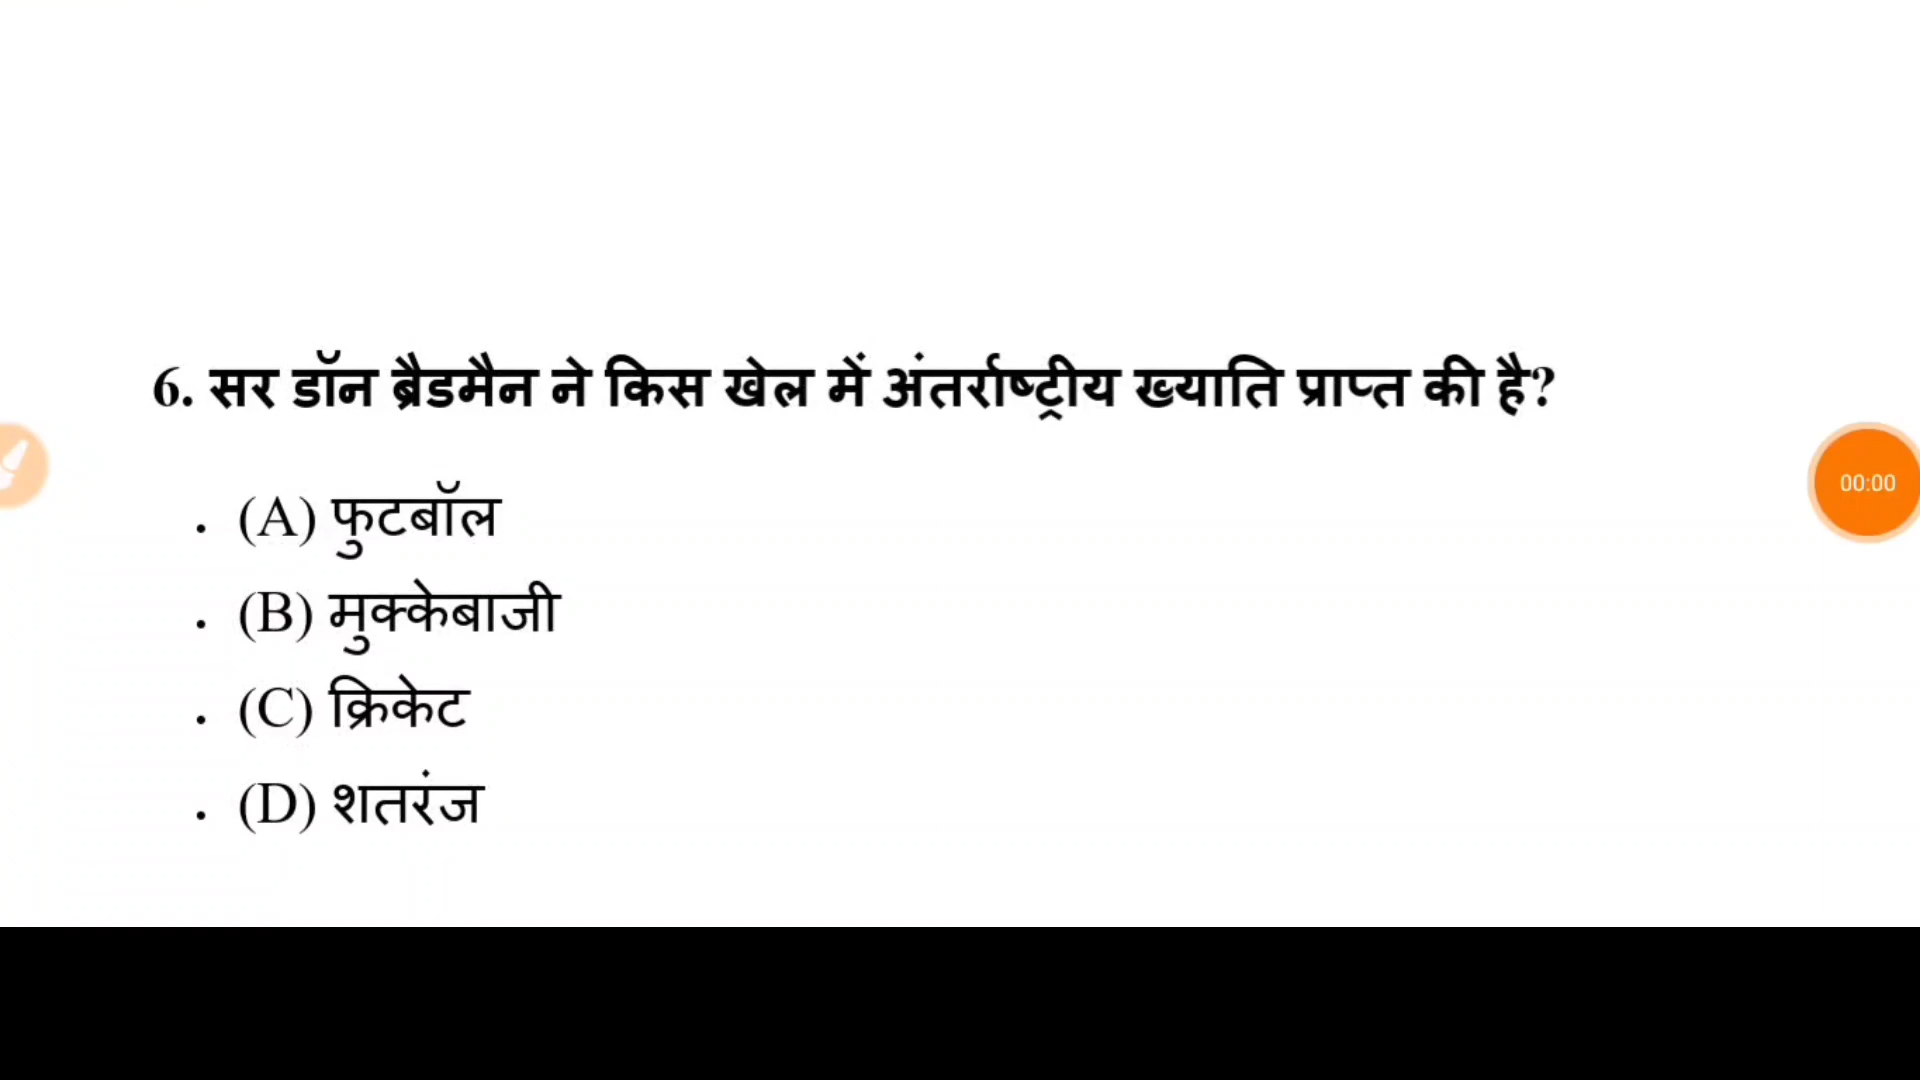 6. सर डॉन ब्रैडमैन ने किस खेल में अंतर्राष्ट्रीय ख्याति प्राप्त की है?
. (A) फुटबॉल
00:00
. (B) मुक्केबाजी
. (C) क्रिकेट
. (D) शतरंज